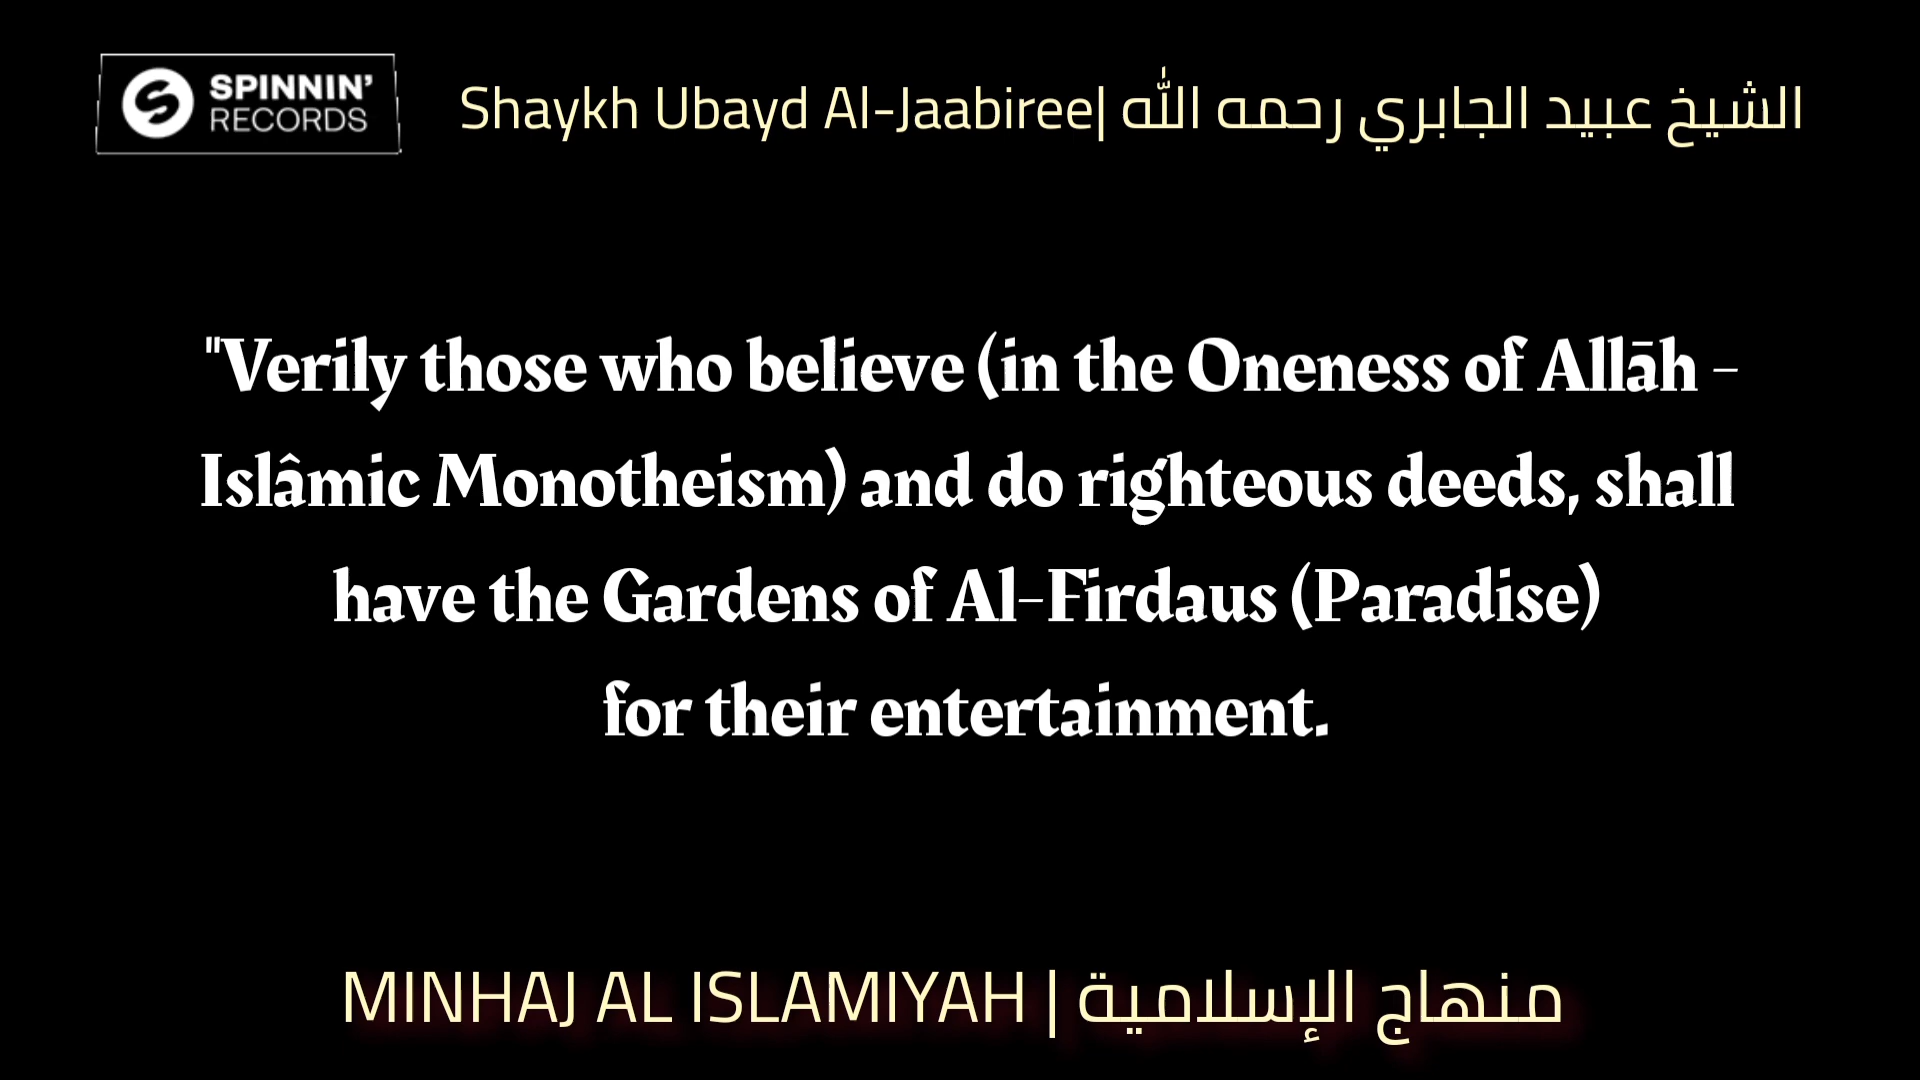 SPINNIN'
RECORDS
Shaykh Ubayd Al-Jaabiree| الشيخ عبيد الجابري رحمه الله
"Verily those who believe (in the Oneness of Allāh -
Islâmic Monotheism) and do righteous deeds, shall
have the Gardens of Al-Firdaus (Paradise)
for their entertainment.
MINHAJ AL ISLAMIYAH | منهاج الإسلامية